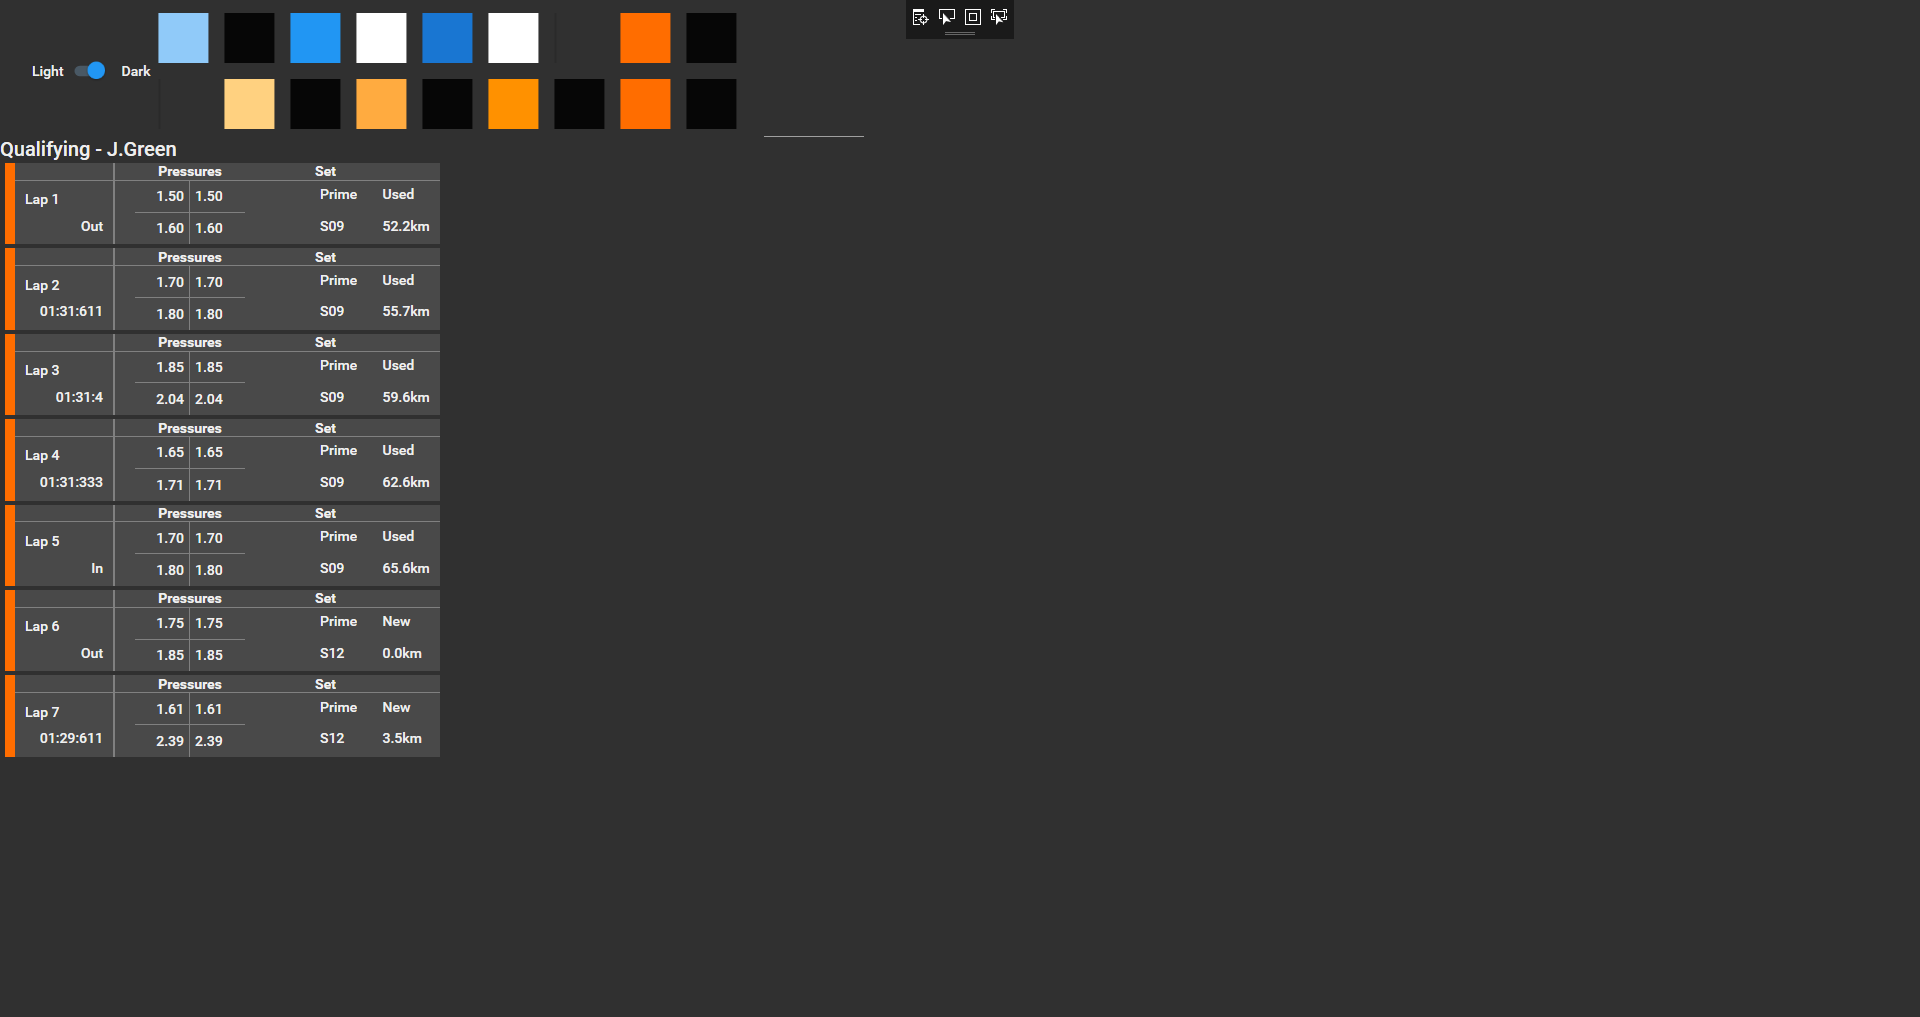 Light Dark
Qualifying - J.Green
Pressures Set
Lap 1 1.50 1.50 Prime Used
Out 1.60 1.60 S09 52.2km
Pressures Set
Lap 2 1.70 1.70 Prime Used
01:31:611 1.80 1.80 S09 55.7km
Pressures Set
Lap 3 1.85 1.85 Prime Used
01:31:4 2.04 2.04 S09 59.6km
Pressures Set
Lap 4 1.65 1.65 Prime Used
01:31:333 1.71 1.71 S09 62.6km
Pressures Set
Lap 5 1.70 1.70 Prime Used
In 1.80 1.80 S09 65.6km
Pressures Set
Lap 6 1.75 1.75 Prime New
Out 1.85 1.85 S12 0.0km
Pressures Set
Lap 7 1.61 1.61 Prime New
01:29:611 2.39 2.39 S12 3.5km